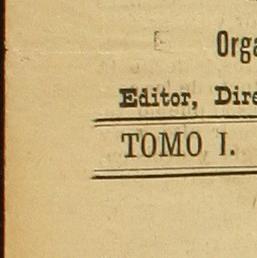 Orga
Editor, Dire
TOMO I.